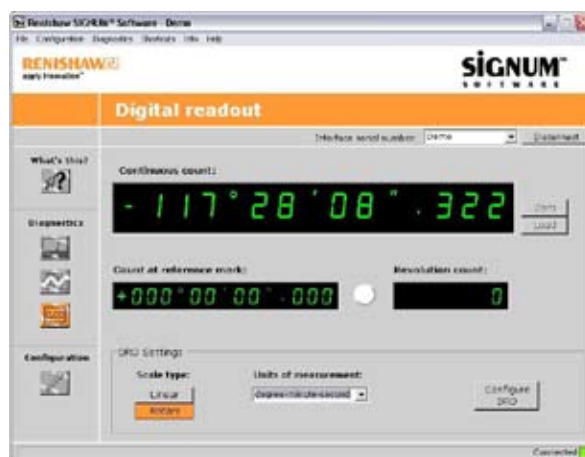 Renishaw SIGNUM™ Software - Demo
File Configuration Diagnostics Shortcuts Info Help
RENISHAW
apply innovation™
SiGNUM™
SOFTWARE
Digital readout
Interface serial number: Demo Disconnect
What's this?
Continuous count:
- 117° 28 ' 08 " . 322
Zero
Load
Diagnostics
Count at reference mark:
Revolution count:
+000°00'00".000
0
Configuration
DRO Settings
Scale type:
Units of measurement:
Linear
degree-minute-second
Configure DRO
Rotary
Connected